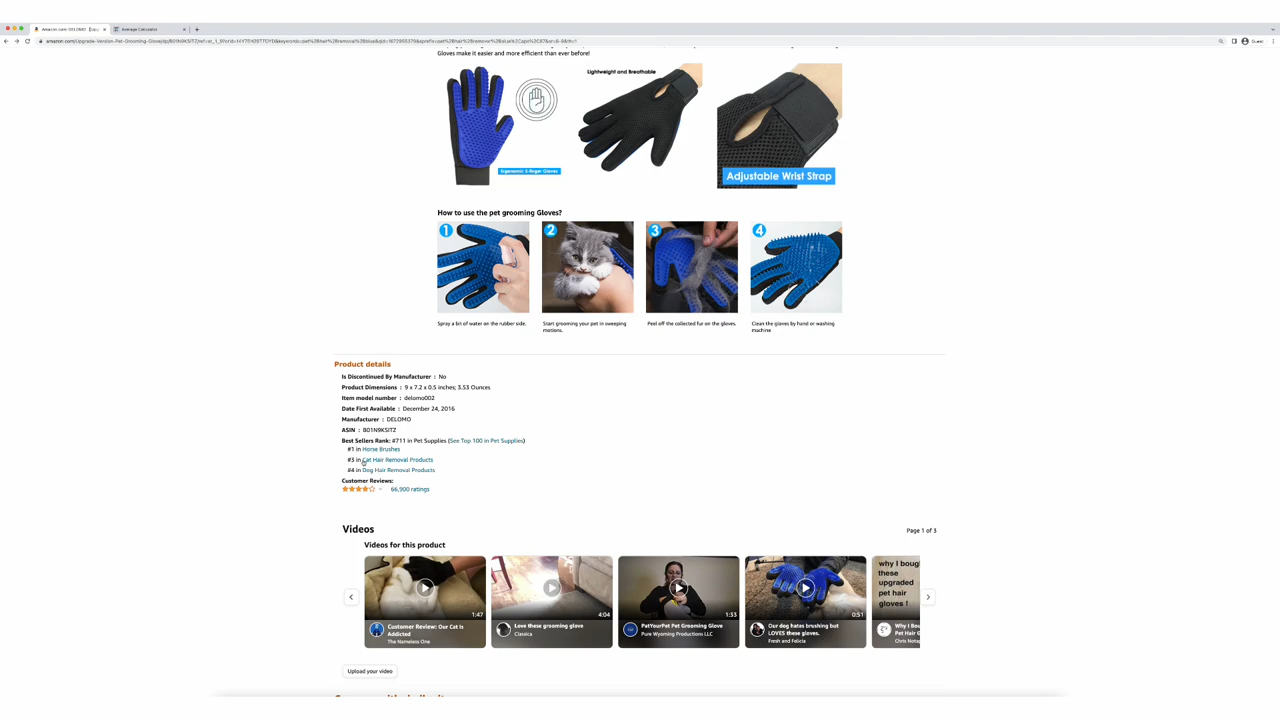 Average Calculator
Guest
Gloves make it easier and more efficient than ever before!
Lightweight and Breathable
Ergonomic 5-finger Gloves
Adjustable Wrist Strap
How to use the pet grooming Gloves?
1
2
3
4
Spray a bit of water on the rubber side.
Start grooming your pet in sweeping
motions.
Peel off the collected fur on the gloves.
Clean the gloves by hand or washing
machine
Product details
Is Discontinued By Manufacturer : No
Product Dimensions : 9 x 7.2 x 0.5 inches; 3.53 Ounces
Item model number : delomo002
Date First Available : December 24, 2016
Manufacturer : DELOMO
ASIN : B01N9KSITZ
Best Sellers Rank: #711 in Pet Supplies (See Top 100 in Pet Supplies)
#1 in Horse Brushes
#3 in Cat Hair Removal Products
#4 in Dog Hair Removal Products
Customer Reviews:
66,900 ratings
Videos
Page 1 of 3
Videos for this product
1:47
Customer Review: Our Cat Is
Addicted
The Nameless One
4:04
Love these grooming glove
Classica
1:33
PatYourPet Pet Grooming Glove
Pure Wyoming Productions LLC
0:51
Our dog hates brushing but
LOVES these gloves.
Fresh and Felicia
why I boug
these
upgraded
pet hair
gloves !
Why I Bou
Pet Hair G
Chris Nota
Upload your video